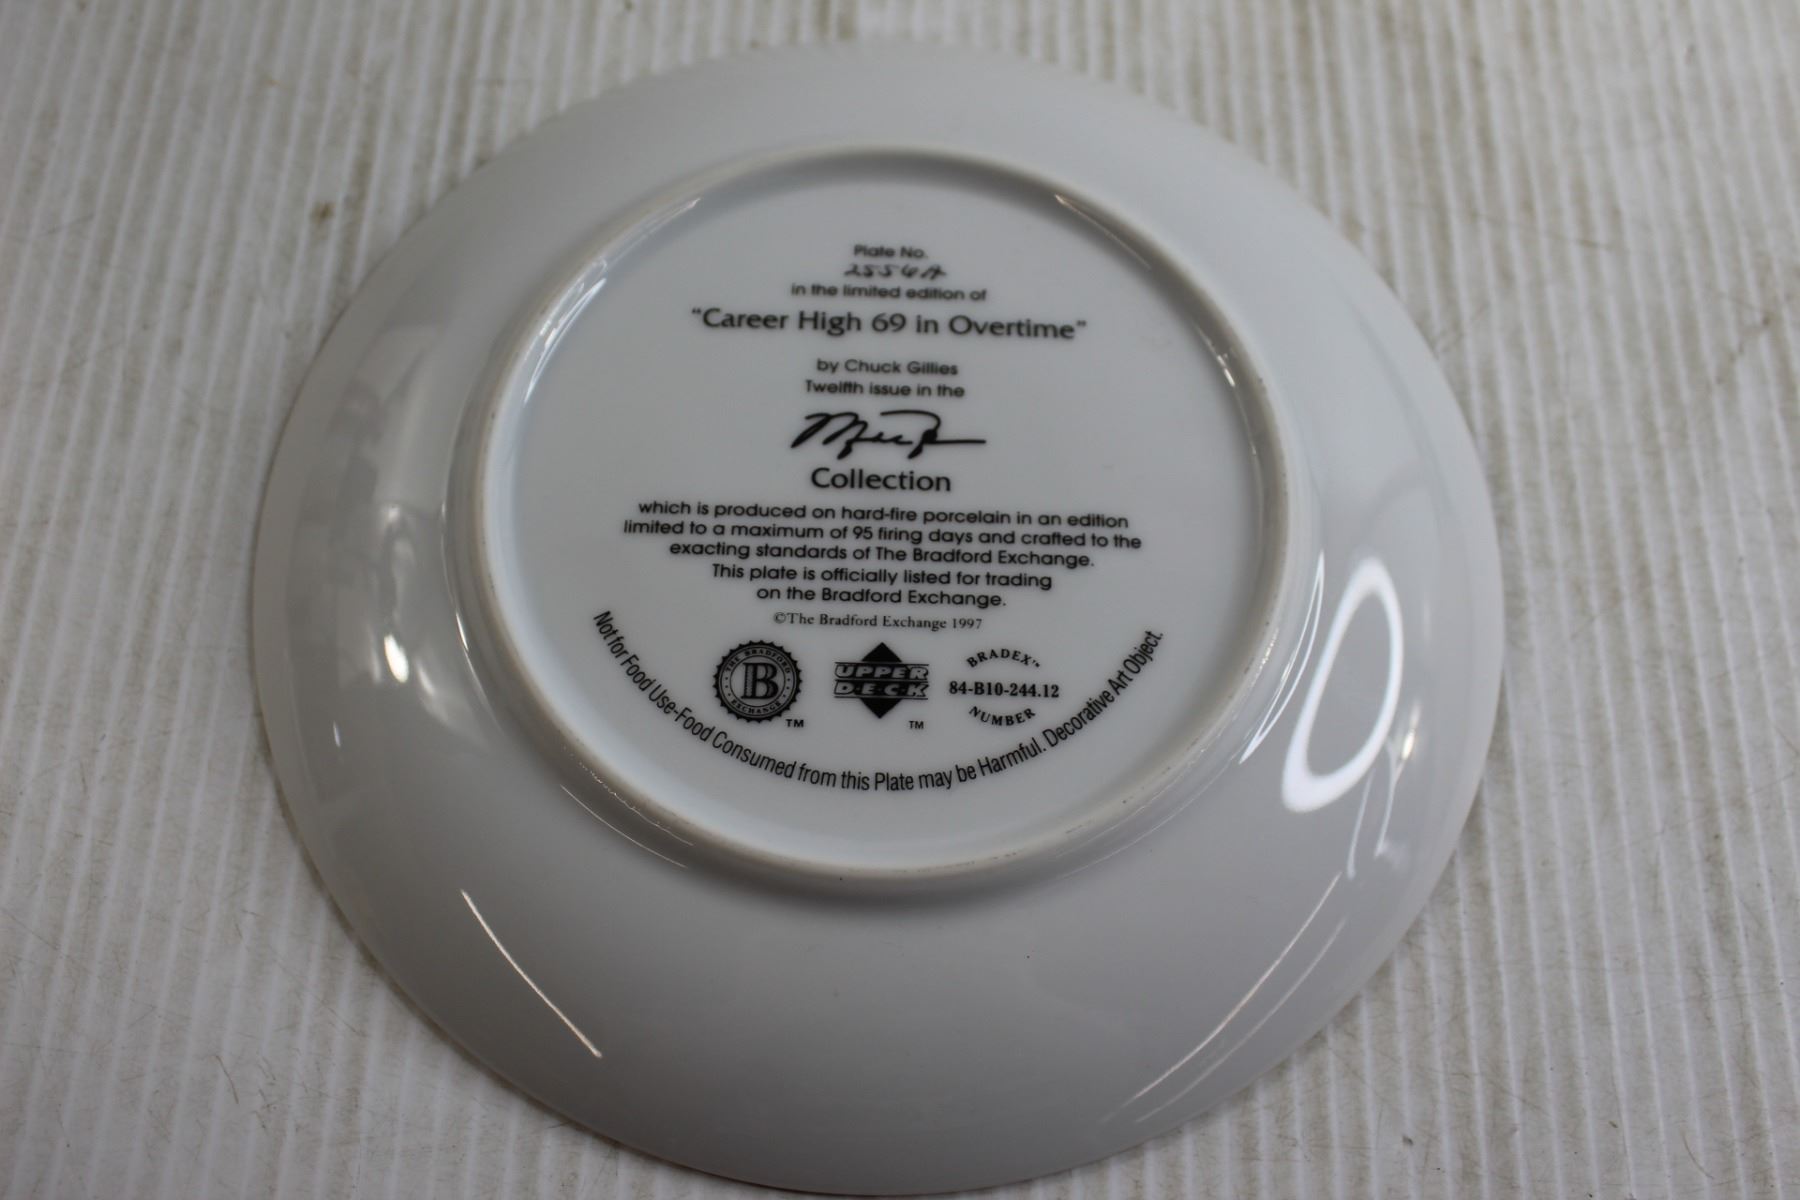 Plate No.
2556A
in the limited edition of
"Career High 69 in Overtime"
by Chuck Gillies
Twelfth issue in the
Collection
which is produced on hard-fire porcelain in an edition
limited to a maximum of 95 firing days and crafted to the
exacting standards of The Bradford Exchange.
This plate is officially listed for trading
on the Bradford Exchange.
©The Bradford Exchange 1997
THE BRADFORD
B
EXCHANGE
TM
UPPER
D·E·C·K
TM
BRADEX™
84-B10-244.12
NUMBER
Not for Food Use-Food Consumed from this Plate may be Harmful. Decorative Art Object.